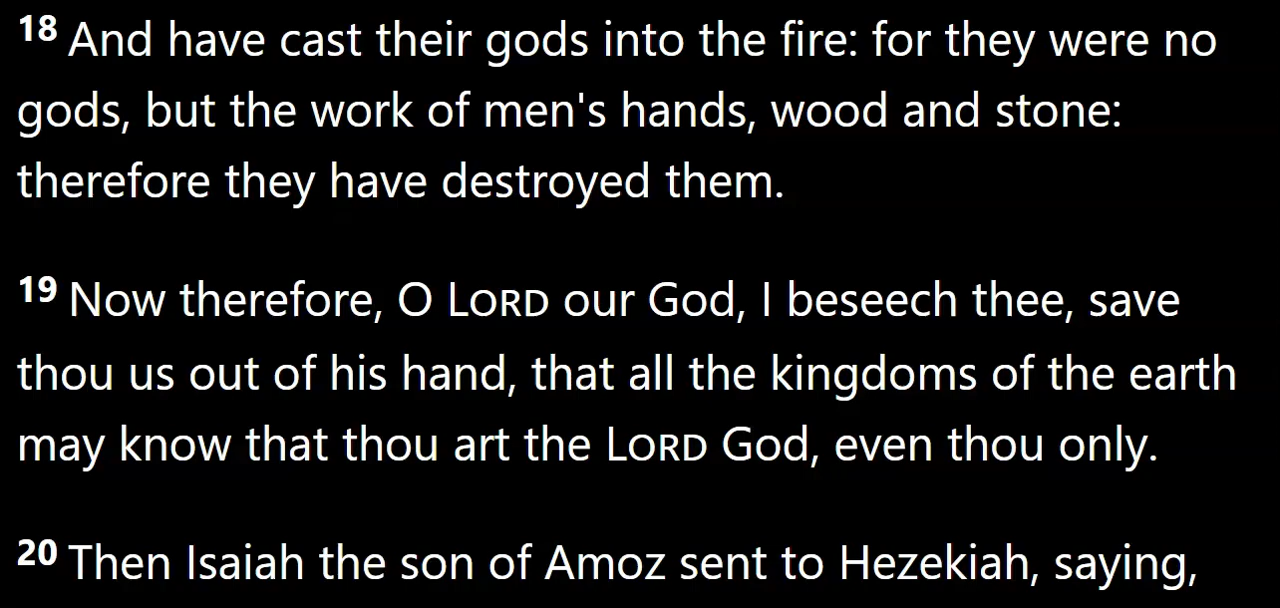 18 And have cast their gods into the fire: for they were no
gods, but the work of men's hands, wood and stone:
therefore they have destroyed them.
19 Now therefore, O LORD our God, I beseech thee, save
thou us out of his hand, that all the kingdoms of the earth
may know that thou art the LORD God, even thou only.
20 Then Isaiah the son of Amoz sent to Hezekiah, saying,